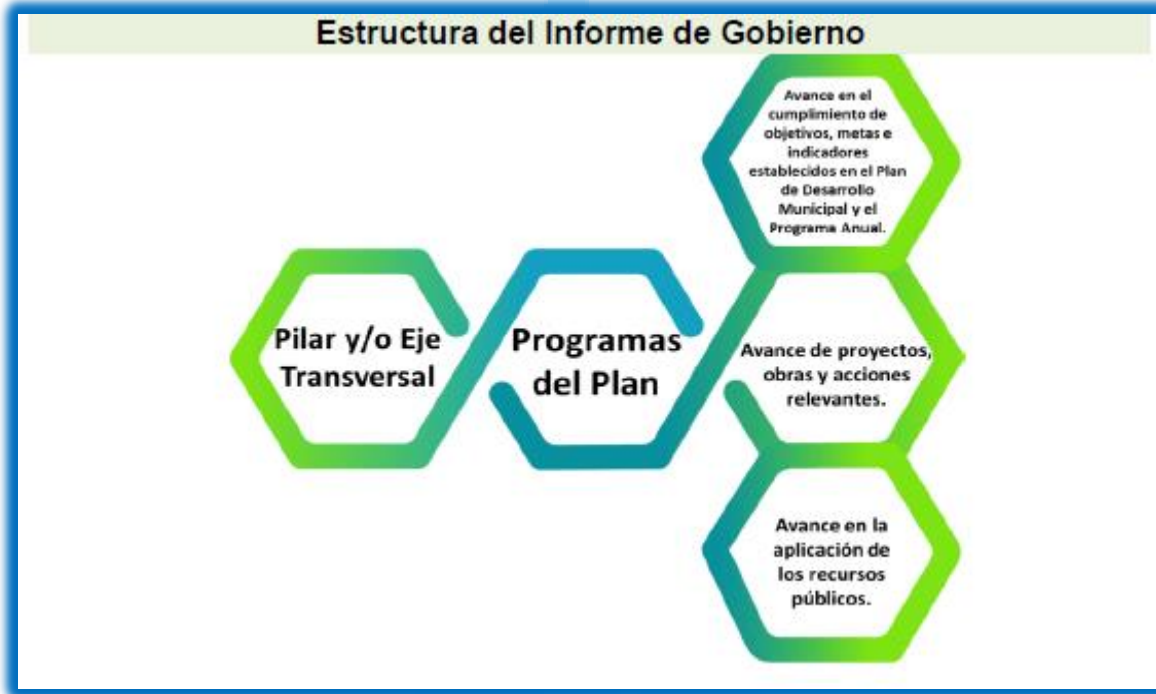 Estructura del Informe de Gobierno
Avance en el
cumplimiento de
objetivos, metas e
indicadores
establecidos en el Plan
de Desarrollo
Municipal y el
Programa Anual.
Pilar y/o Eje
Transversal
Programas
del Plan
Avance de proyectos,
obras y acciones
relevantes.
Avance en la
aplicación de
los recursos
públicos.